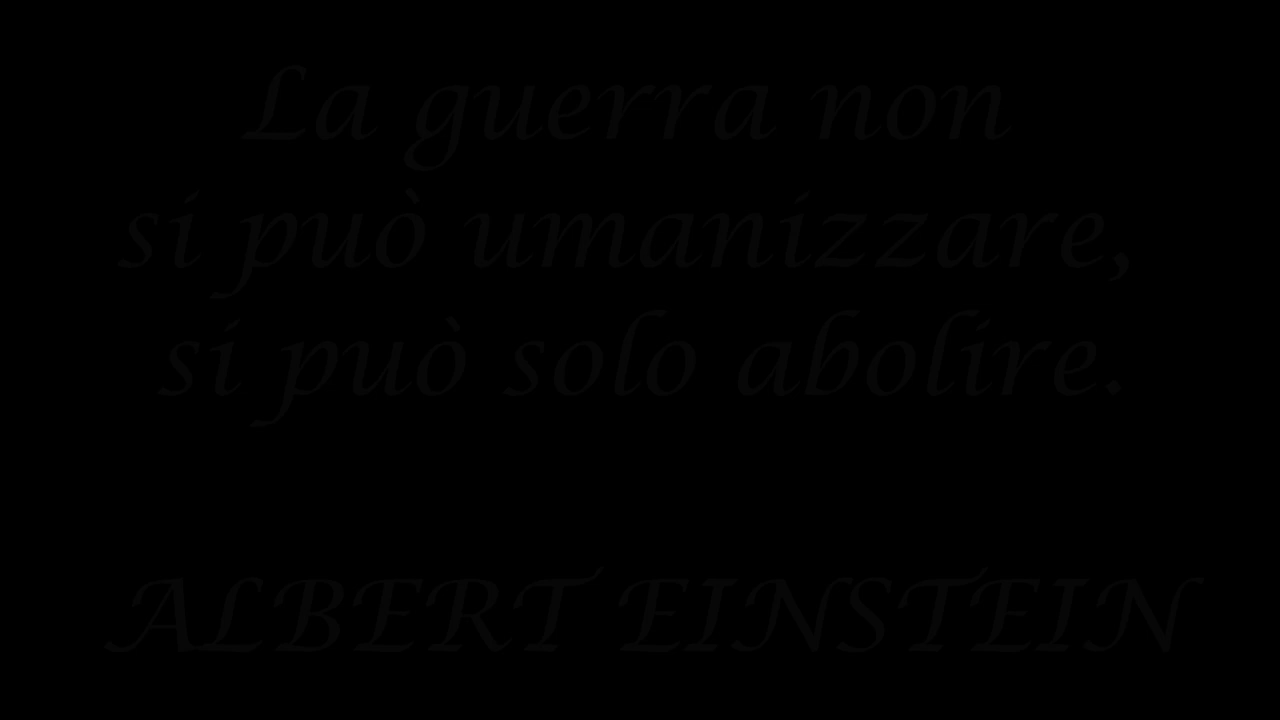 La guerra non
si può umanizzare,
si può solo abolire.
ALBERT EINSTEIN